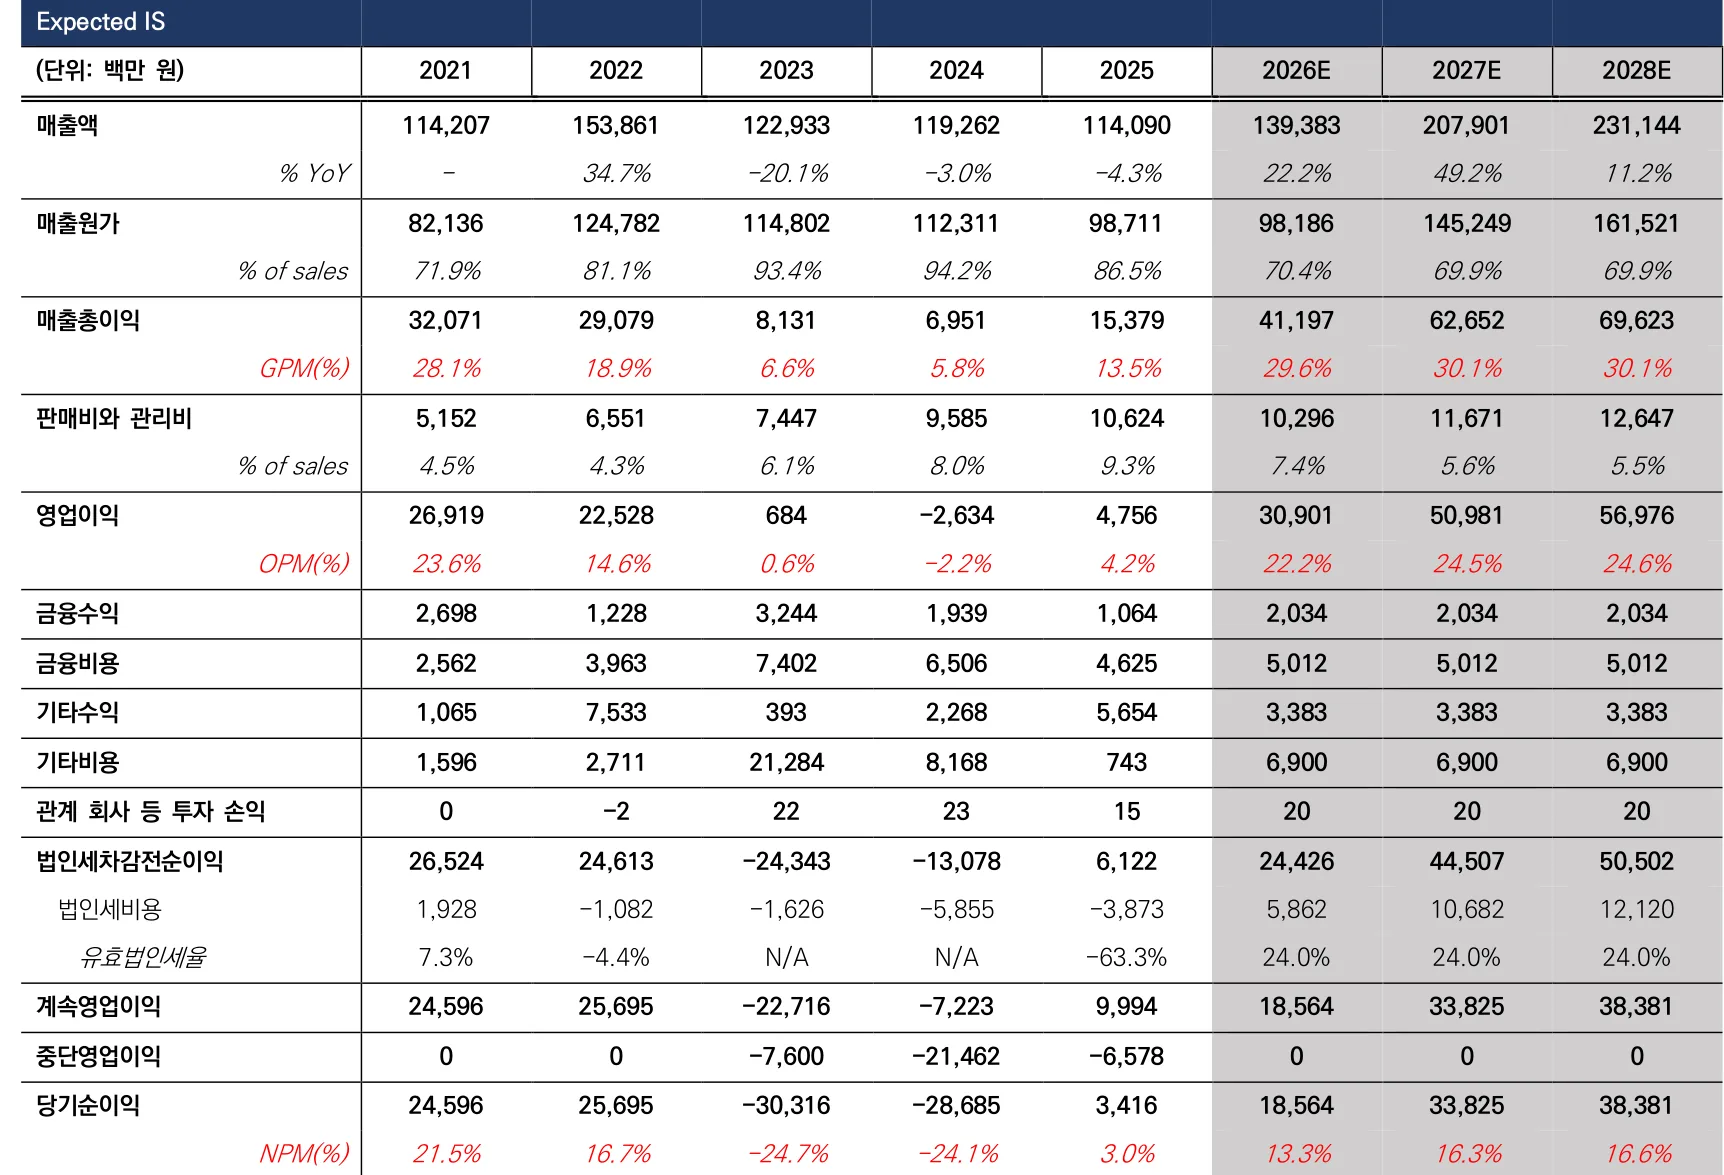 Expected IS
(단위: 백만 원) 2021 2022 2023 2024 2025 2026E 2027E 2028E
매출액 114,207 153,861 122,933 119,262 114,090 139,383 207,901 231,144
% YoY - 34.7% -20.1% -3.0% -4.3% 22.2% 49.2% 11.2%
매출원가 82,136 124,782 114,802 112,311 98,711 98,186 145,249 161,521
% of sales 71.9% 81.1% 93.4% 94.2% 86.5% 70.4% 69.9% 69.9%
매출총이익 32,071 29,079 8,131 6,951 15,379 41,197 62,652 69,623
GPM(%) 28.1% 18.9% 6.6% 5.8% 13.5% 29.6% 30.1% 30.1%
판매비와 관리비 5,152 6,551 7,447 9,585 10,624 10,296 11,671 12,647
% of sales 4.5% 4.3% 6.1% 8.0% 9.3% 7.4% 5.6% 5.5%
영업이익 26,919 22,528 684 -2,634 4,756 30,901 50,981 56,976
OPM(%) 23.6% 14.6% 0.6% -2.2% 4.2% 22.2% 24.5% 24.6%
금융수익 2,698 1,228 3,244 1,939 1,064 2,034 2,034 2,034
금융비용 2,562 3,963 7,402 6,506 4,625 5,012 5,012 5,012
기타수익 1,065 7,533 393 2,268 5,654 3,383 3,383 3,383
기타비용 1,596 2,711 21,284 8,168 743 6,900 6,900 6,900
관계 회사 등 투자 손익 0 -2 22 23 15 20 20 20
법인세차감전순이익 26,524 24,613 -24,343 -13,078 6,122 24,426 44,507 50,502
법인세비용 1,928 -1,082 -1,626 -5,855 -3,873 5,862 10,682 12,120
유효법인세율 7.3% -4.4% N/A N/A -63.3% 24.0% 24.0% 24.0%
계속영업이익 24,596 25,695 -22,716 -7,223 9,994 18,564 33,825 38,381
중단영업이익 0 0 -7,600 -21,462 -6,578 0 0 0
당기순이익 24,596 25,695 -30,316 -28,685 3,416 18,564 33,825 38,381
NPM(%) 21.5% 16.7% -24.7% -24.1% 3.0% 13.3% 16.3% 16.6%